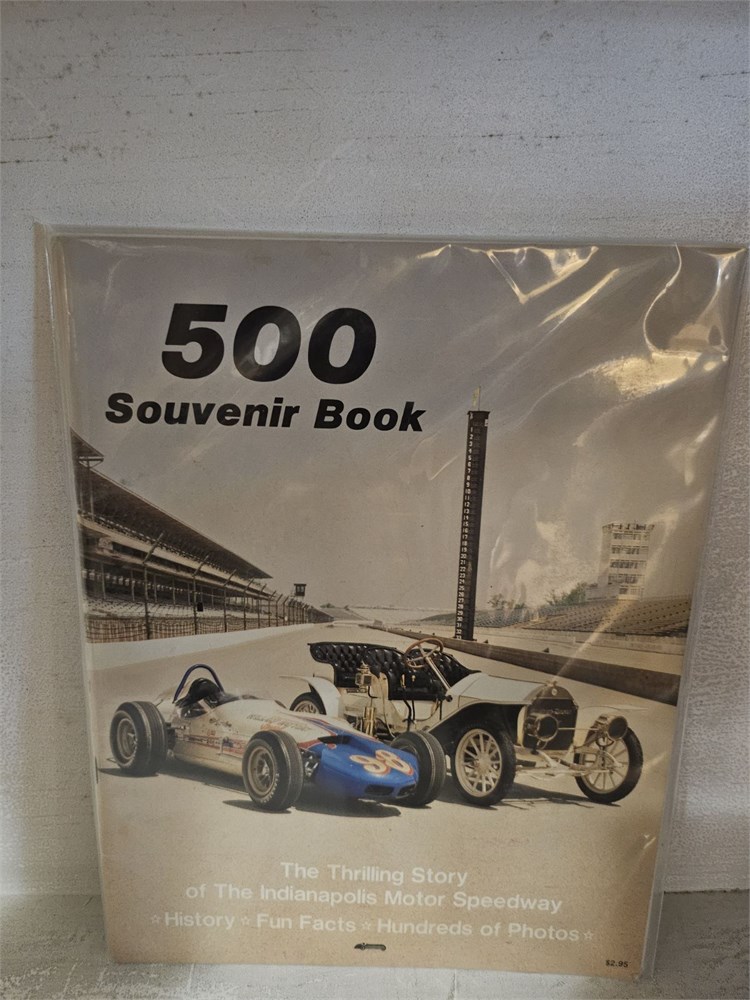 500
Souvenir Book
98
The Thrilling Story
of The Indianapolis Motor Speedway
☆History☆Fun Facts☆Hundreds of Photos☆
$2.95